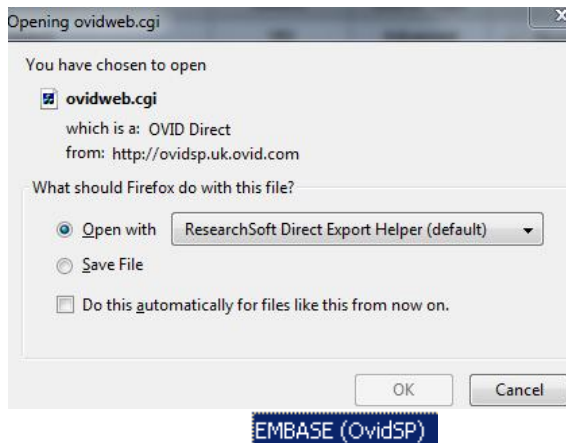 Opening ovidweb.cgi
You have chosen to open
ovidweb.cgi
which is a: OVID Direct
from: http://ovidsp.uk.ovid.com
What should Firefox do with this file?
Open with ResearchSoft Direct Export Helper (default)
Save File
Do this automatically for files like this from now on.
OK Cancel
EMBASE (OvidSP)